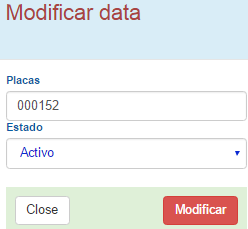 Modificar data
Placas
000152
Estado
Activo
Close Modificar